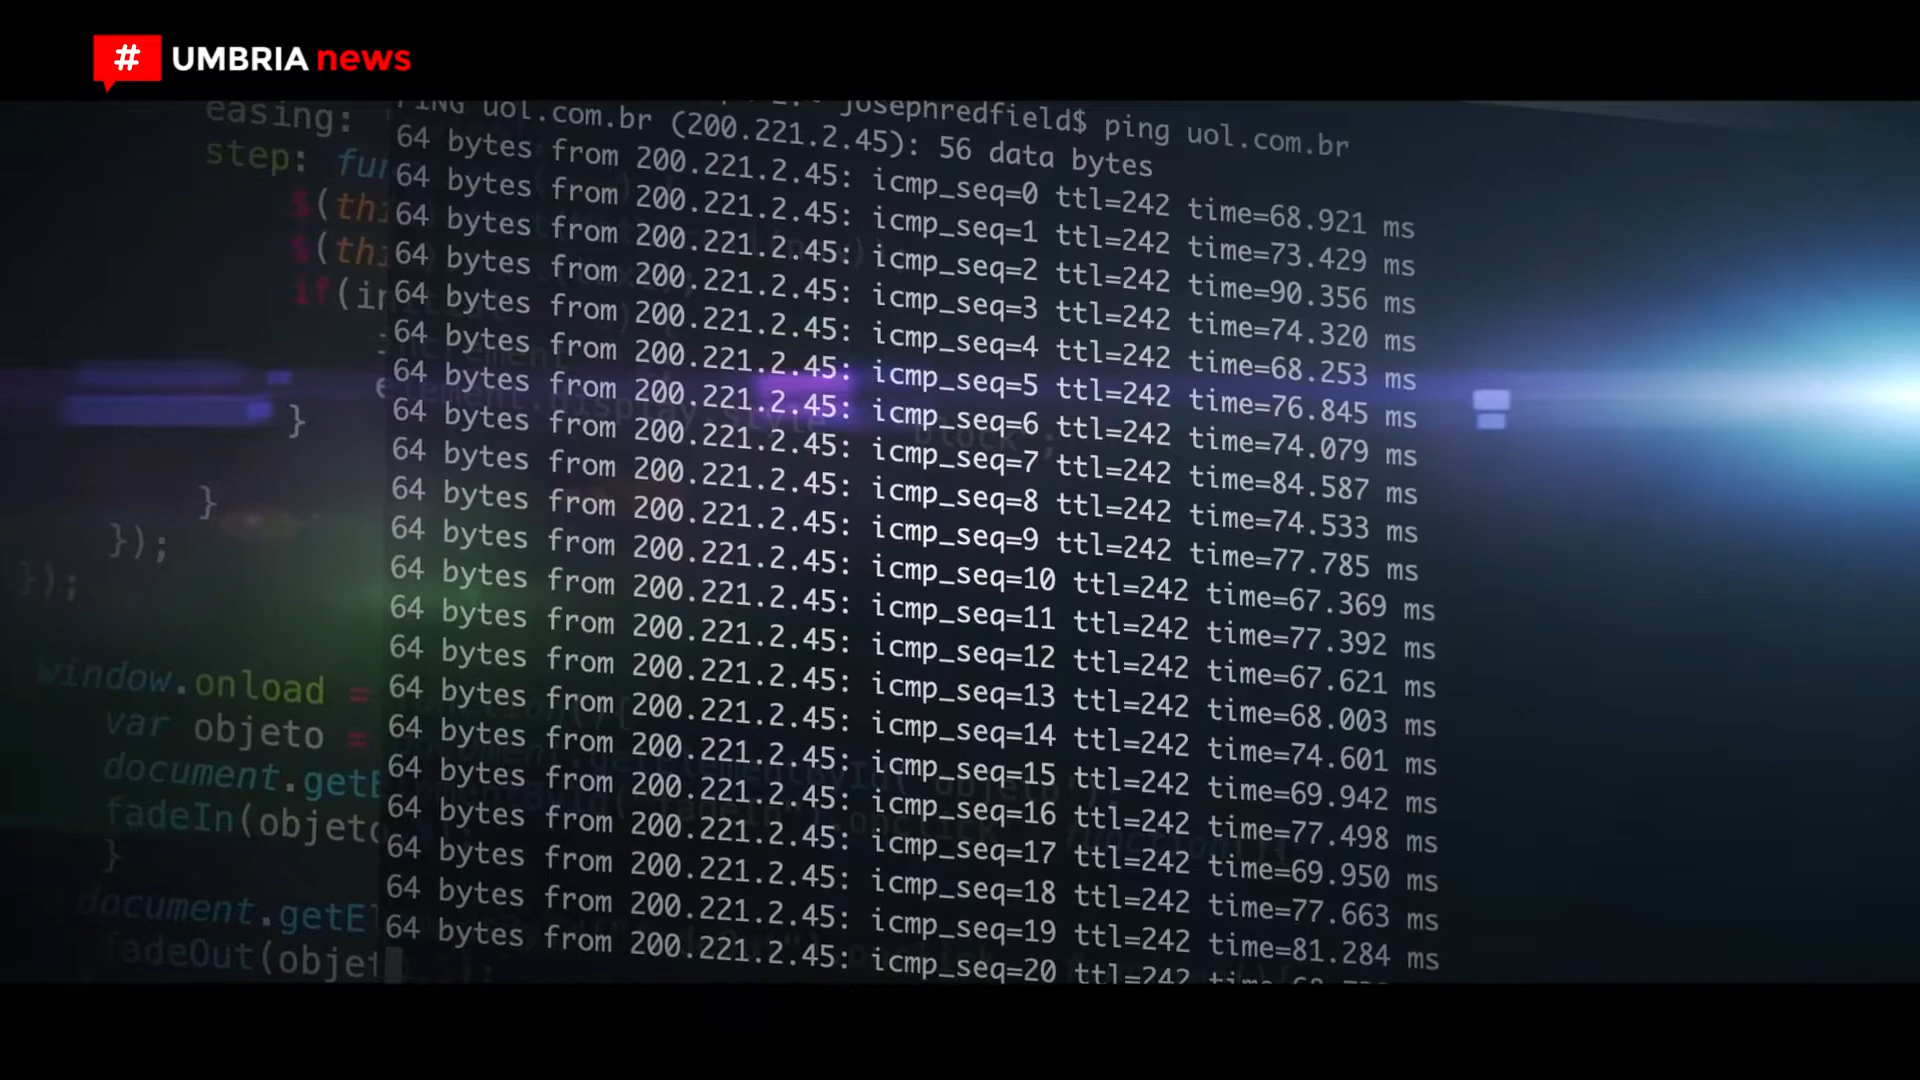 # UMBRIA news
josephredfield$ ping uol.com.br
PING uol.com.br (200.221.2.45): 56 data bytes
64 bytes from 200.221.2.45: icmp_seq=0 ttl=242 time=68.921 ms
64 bytes from 200.221.2.45: icmp_seq=1 ttl=242 time=73.429 ms
64 bytes from 200.221.2.45: icmp_seq=2 ttl=242 time=90.356 ms
64 bytes from 200.221.2.45: icmp_seq=3 ttl=242 time=74.320 ms
64 bytes from 200.221.2.45: icmp_seq=4 ttl=242 time=68.253 ms
64 bytes from 200.221.2.45: icmp_seq=5 ttl=242 time=76.845 ms
64 bytes from 200.221.2.45: icmp_seq=6 ttl=242 time=74.079 ms
64 bytes from 200.221.2.45: icmp_seq=7 ttl=242 time=84.587 ms
64 bytes from 200.221.2.45: icmp_seq=8 ttl=242 time=74.533 ms
64 bytes from 200.221.2.45: icmp_seq=9 ttl=242 time=77.785 ms
64 bytes from 200.221.2.45: icmp_seq=10 ttl=242 time=67.369 ms
64 bytes from 200.221.2.45: icmp_seq=11 ttl=242 time=77.392 ms
64 bytes from 200.221.2.45: icmp_seq=12 ttl=242 time=67.621 ms
64 bytes from 200.221.2.45: icmp_seq=13 ttl=242 time=68.003 ms
64 bytes from 200.221.2.45: icmp_seq=14 ttl=242 time=74.601 ms
64 bytes from 200.221.2.45: icmp_seq=15 ttl=242 time=69.942 ms
64 bytes from 200.221.2.45: icmp_seq=16 ttl=242 time=77.498 ms
64 bytes from 200.221.2.45: icmp_seq=17 ttl=242 time=69.950 ms
64 bytes from 200.221.2.45: icmp_seq=18 ttl=242 time=77.663 ms
64 bytes from 200.221.2.45: icmp_seq=19 ttl=242 time=81.284 ms
64 bytes from 200.221.2.45: icmp_seq=20 ttl=242
easing:
step: fun
$(thi
$(thi
if(in
}
}
});
});
window.onload =
var objeto =
document.getE
fadeIn(objeto
}
document.getEl
fadeOut(objet